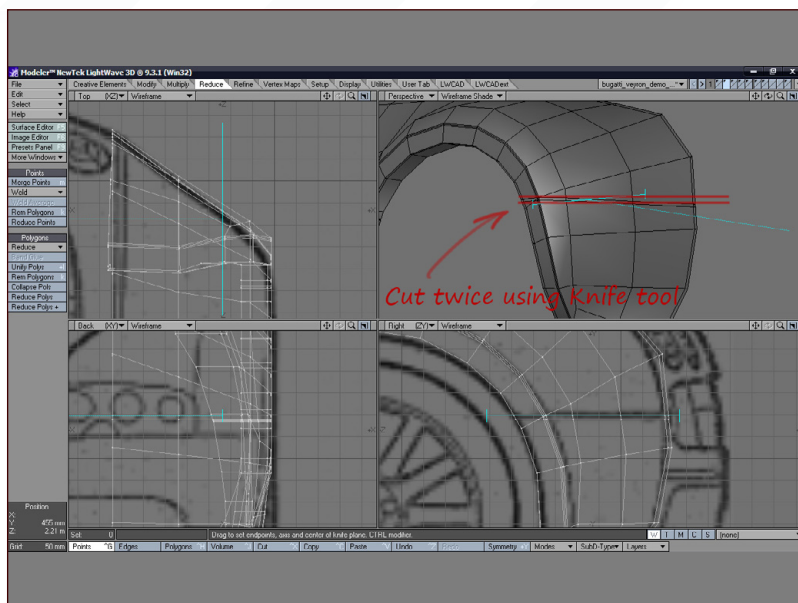 Modeler™ NewTek LightWave 3D ® 9.3.1 (Win32)
File Creative Elements Modify Multiply Reduce Refine Vertex Maps Setup Display Utilities User Tab LWCAD LWCADext bugatti_veyron_demo_..."
Edit Top (XZ) Wireframe Perspective Wireframe Shade
Select
Help
Surface Editor
Image Editor
Presets Panel
More Windows
Points
Merge Points
Weld
Weld Average
Rem Polygons
Reduce Points
Polygons
Reduce
Band Glue
Unify Polys
Rem Polygons
Collapse Pols
Reduce Polys
Reduce Polys +
Cut twice using Knife tool
Back (XY) Wireframe Right (ZY) Wireframe
Position
X:
Y: 455 mm
Z: 2.21 m
Sel: 0 Drag to set endpoints, axis and center of knife plane. CTRL modifier. W T M C S (none)
Grid: 50 mm Points ^G Edges Polygons Volume Cut Copy Paste Undo Symmetry Modes SubD-Type Layers